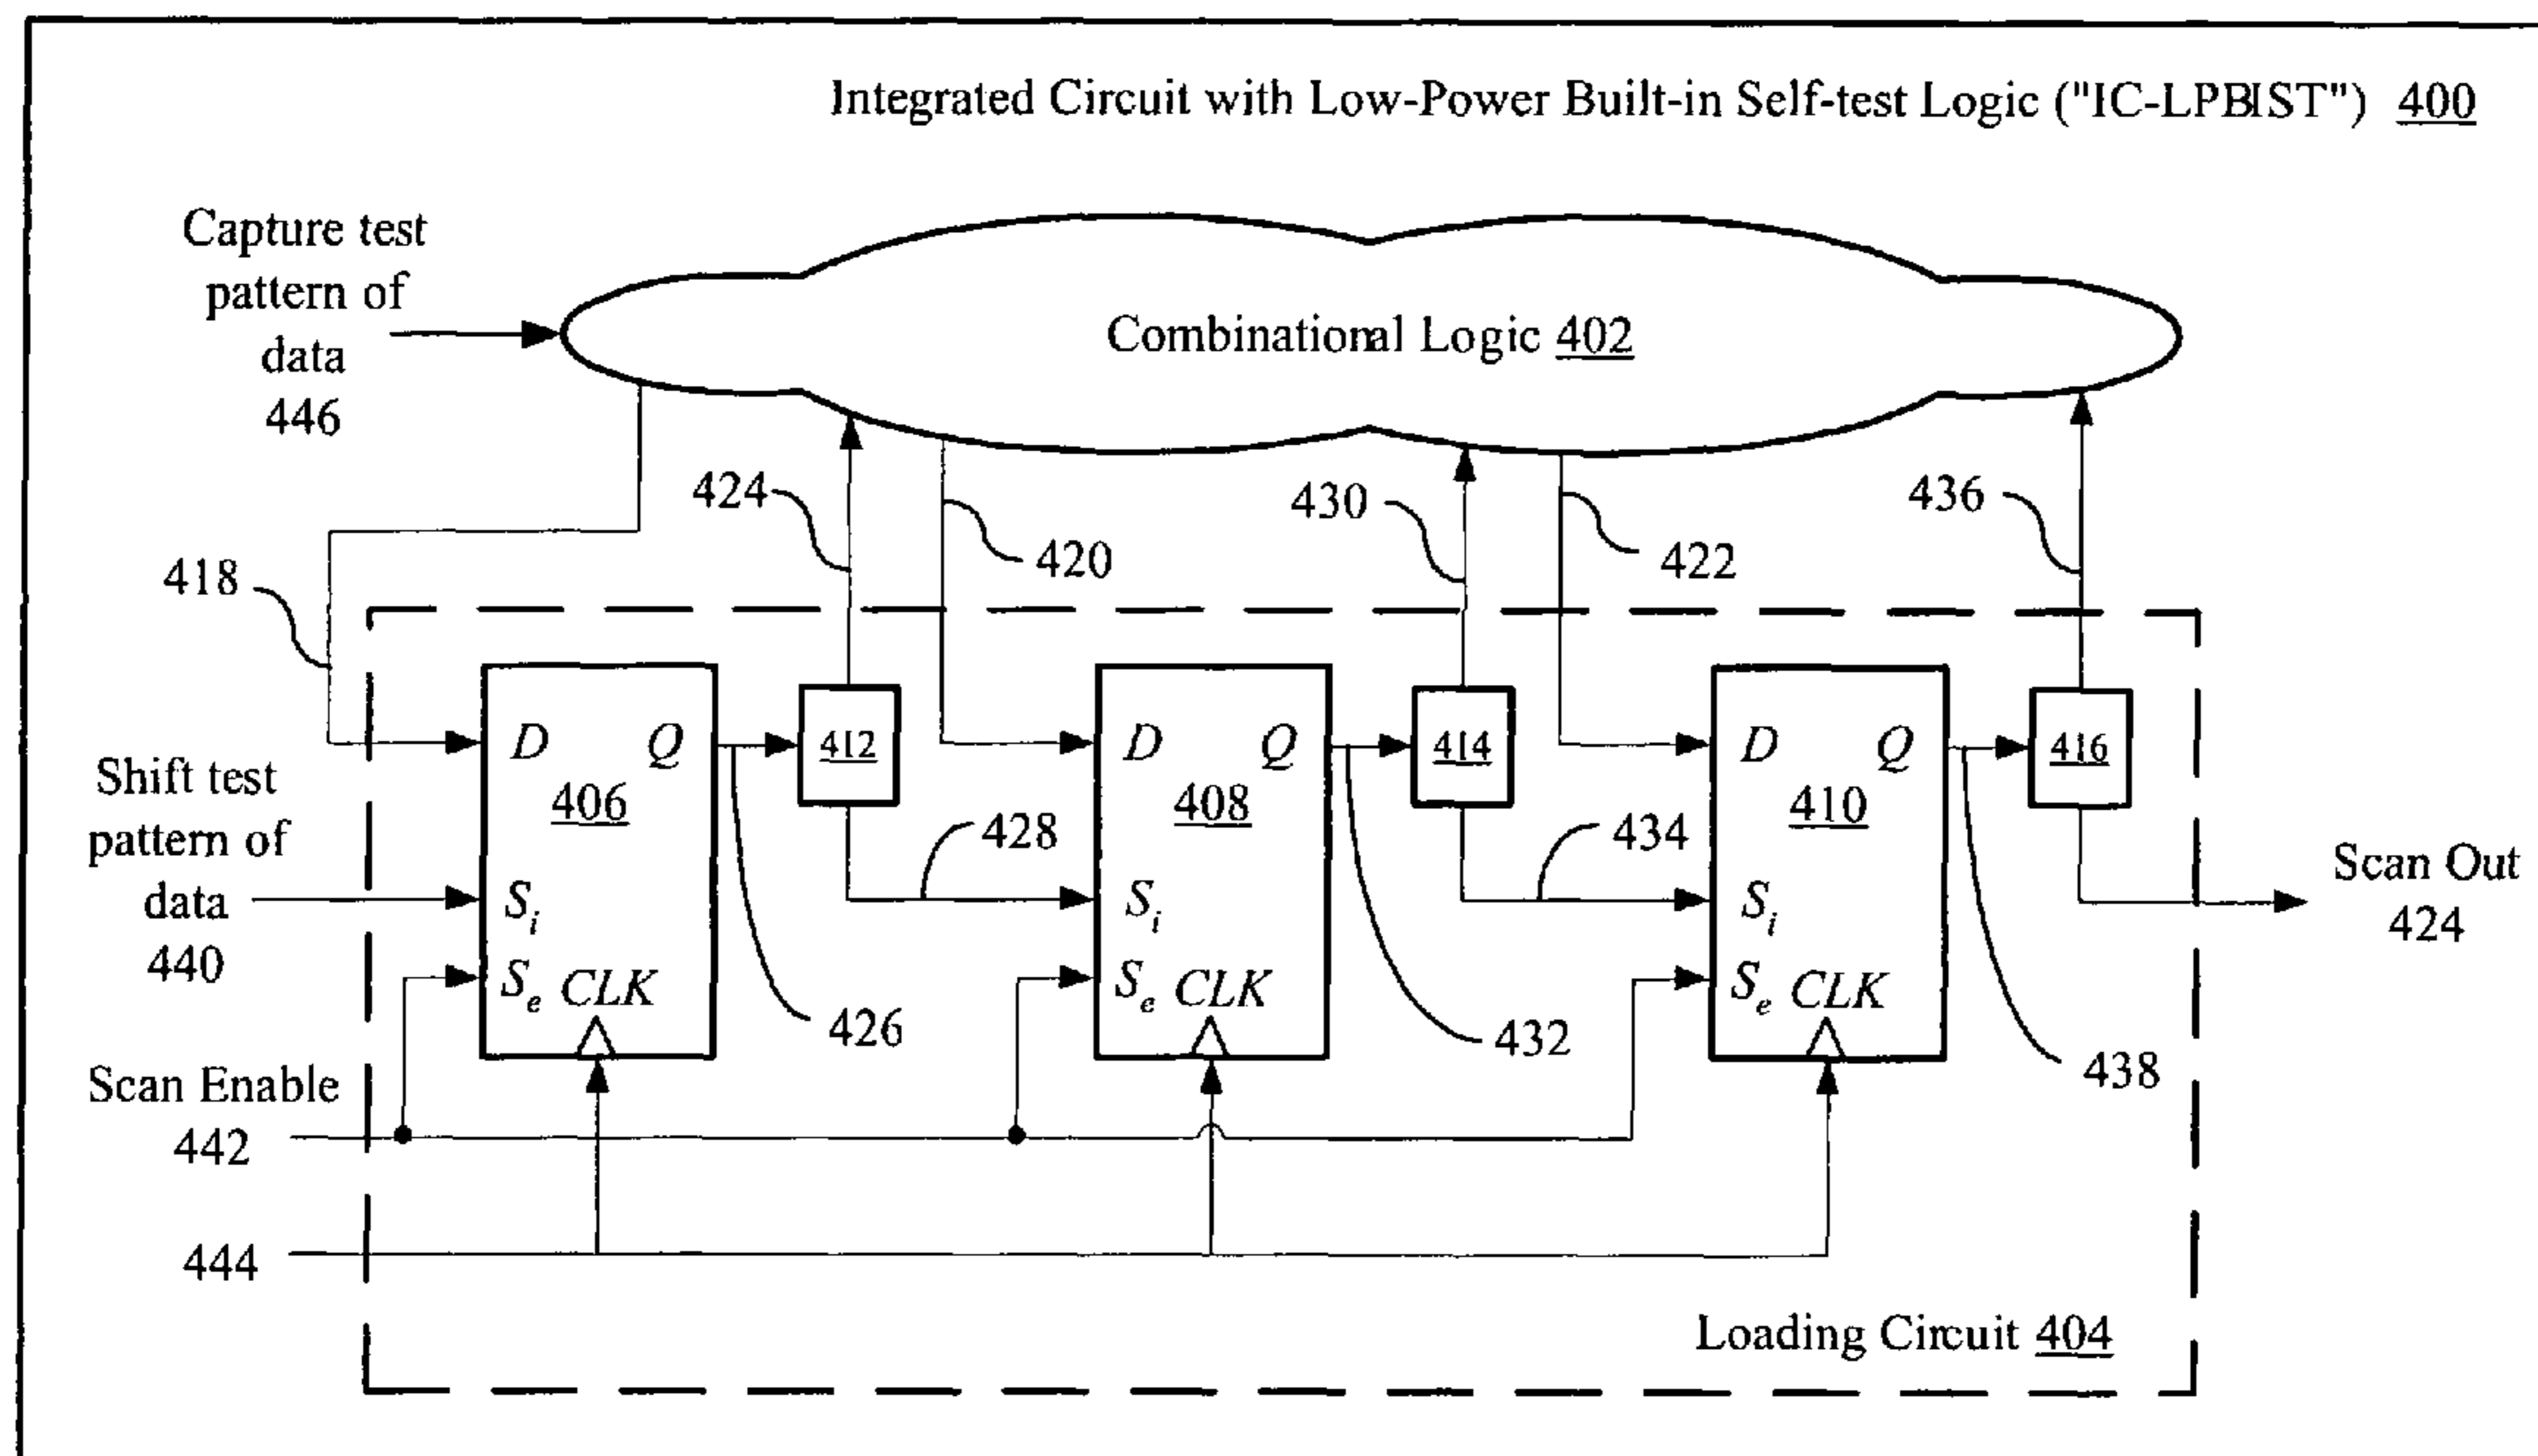 Integrated Circuit with Low-Power Built-in Self-test Logic ("IC-LPBIST") 400
Capture test
pattern of
data
446
Combinational Logic 402
424
420
430
422
436
418
D Q
406
S_i
S_e CLK
412
D Q
408
S_i
S_e CLK
414
D Q
410
S_i
S_e CLK
416
Shift test
pattern of
data
440
428
434
426
432
438
Scan Out
424
Scan Enable
442
444
Loading Circuit 404